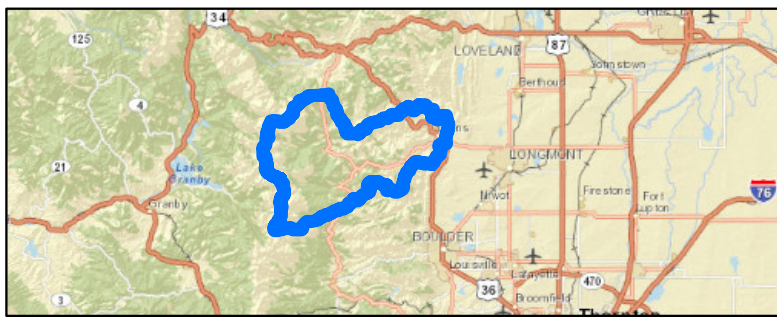 34
125
LOVELAND
87
Johnstown
Berthoud
4
21
Lake
Granby
LONGMONT
Granby
Niwot
Firestone
Fort
Lupton
76
BOULDER
Louisville
Lafayette
470
3
36
Broomfield
Thornton